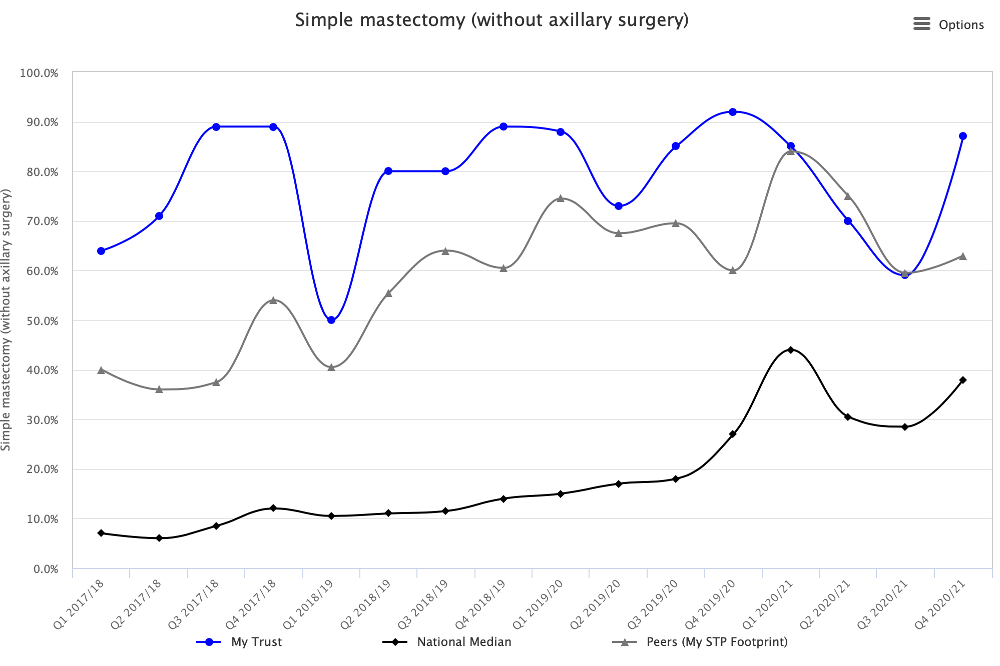 Simple mastectomy (without axillary surgery)
Options
Simple mastectomy (without axillary surgery)
100.0%
90.0%
80.0%
70.0%
60.0%
50.0%
40.0%
30.0%
20.0%
10.0%
0.0%
Q1 2017/18
Q2 2017/18
Q3 2017/18
Q4 2017/18
Q1 2018/19
Q2 2018/19
Q3 2018/19
Q4 2018/19
Q1 2019/20
Q2 2019/20
Q3 2019/20
Q4 2019/20
Q1 2020/21
Q2 2020/21
Q3 2020/21
Q4 2020/21
My Trust
National Median
Peers (My STP Footprint)